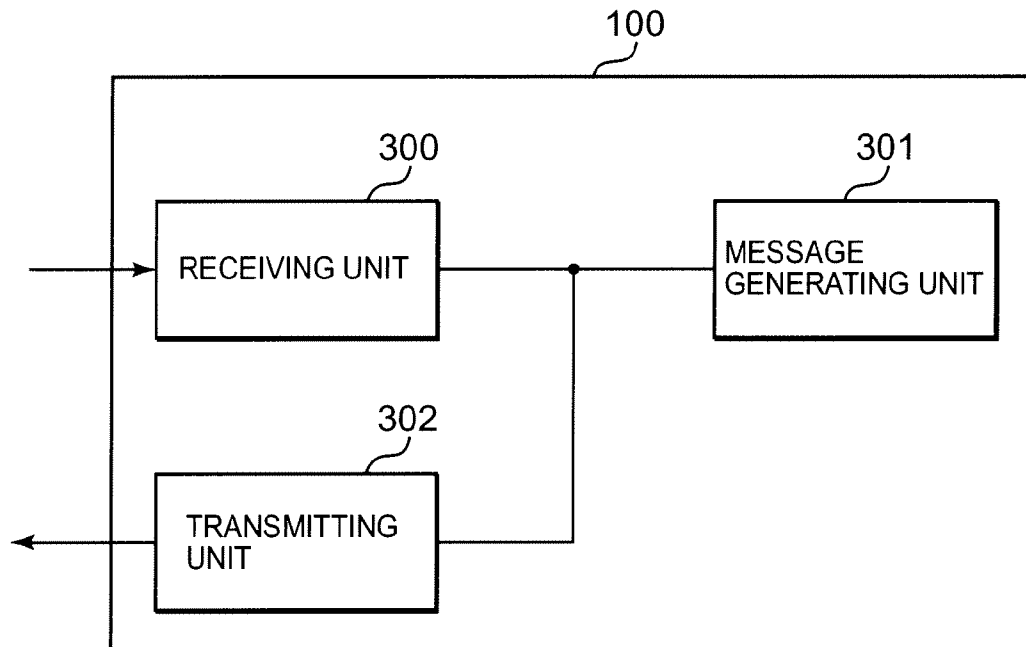 100
300
301
RECEIVING UNIT
MESSAGE
GENERATING UNIT
302
TRANSMITTING
UNIT